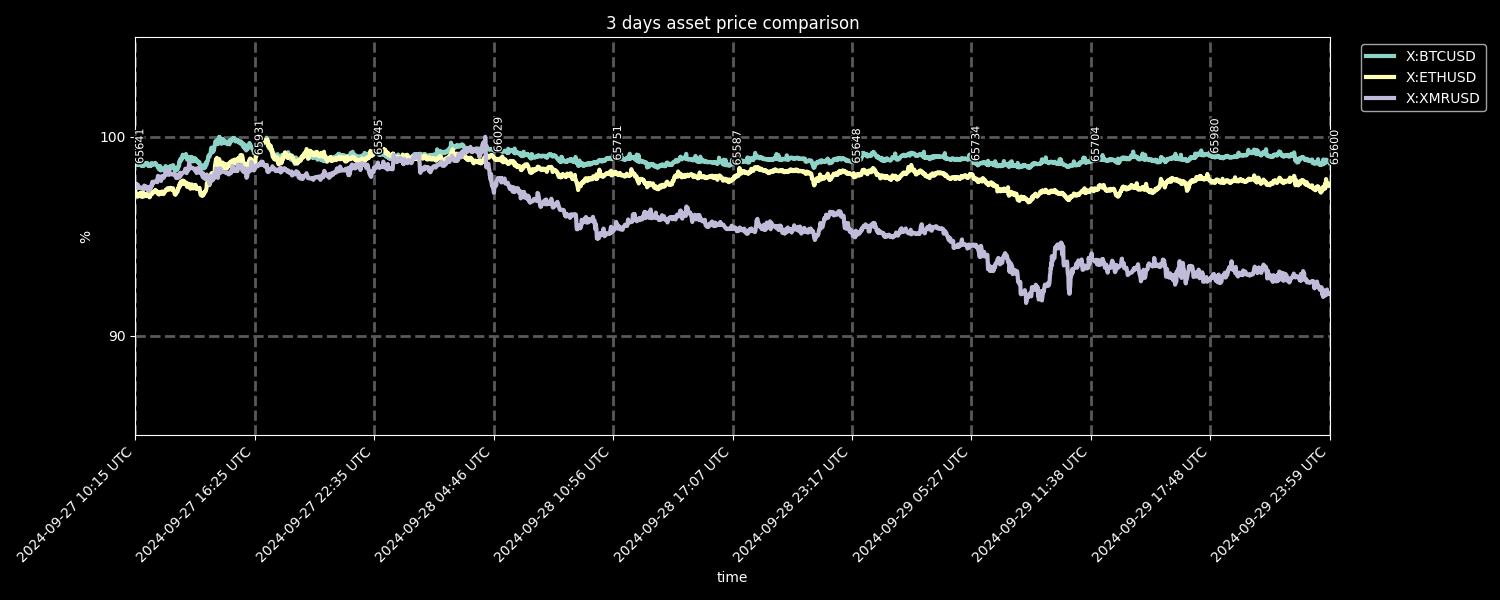 3 days asset price comparison
X:BTCUSD
X:ETHUSD
X:XMRUSD
100
90
%
65641
65931
65945
66029
65751
65587
65648
65734
65704
65980
65600
2024-09-27 10:15 UTC
2024-09-27 16:25 UTC
2024-09-27 22:35 UTC
2024-09-28 04:46 UTC
2024-09-28 10:56 UTC
2024-09-28 17:07 UTC
2024-09-28 23:17 UTC
2024-09-29 05:27 UTC
2024-09-29 11:38 UTC
2024-09-29 17:48 UTC
2024-09-29 23:59 UTC
time